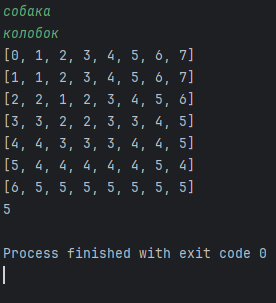 собака
колобок
[0, 1, 2, 3, 4, 5, 6, 7]
[1, 1, 2, 3, 4, 5, 6, 7]
[2, 2, 1, 2, 3, 4, 5, 6]
[3, 3, 2, 2, 3, 3, 4, 5]
[4, 4, 3, 3, 3, 4, 4, 5]
[5, 4, 4, 4, 4, 4, 5, 4]
[6, 5, 5, 5, 5, 5, 5, 5]
5
Process finished with exit code 0